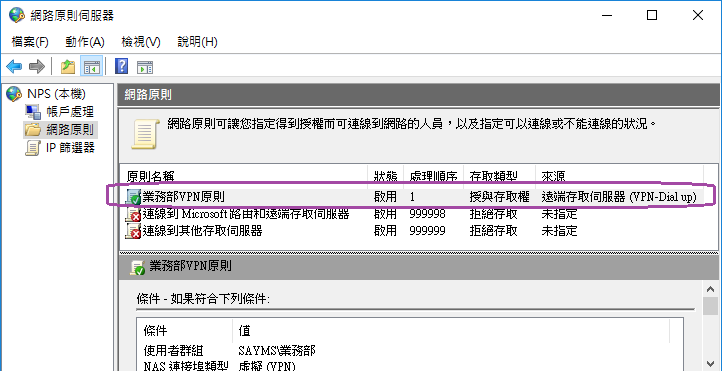 網路原則伺服器
檔案(F) 動作(A) 檢視(V) 說明(H)
NPS (本機)
帳戶處理
網路原則
IP 篩選器
網路原則
網路原則可讓您指定得到授權而可連線到網路的人員，以及指定可以連線或不能連線的狀況。
原則名稱 狀態 處理順序 存取類型 來源
業務部VPN原則 啟用 1 授與存取權 遠端存取伺服器 (VPN-Dial up)
連線到 Microsoft 路由和遠端存取伺服器 啟用 999998 拒絕存取 未指定
連線到其他存取伺服器 啟用 999999 拒絕存取 未指定
業務部VPN原則
條件 - 如果符合下列條件:
條件 值
使用者群組 SAYMS\業務部
NAS 連接埠類型 虛擬 (VPN)